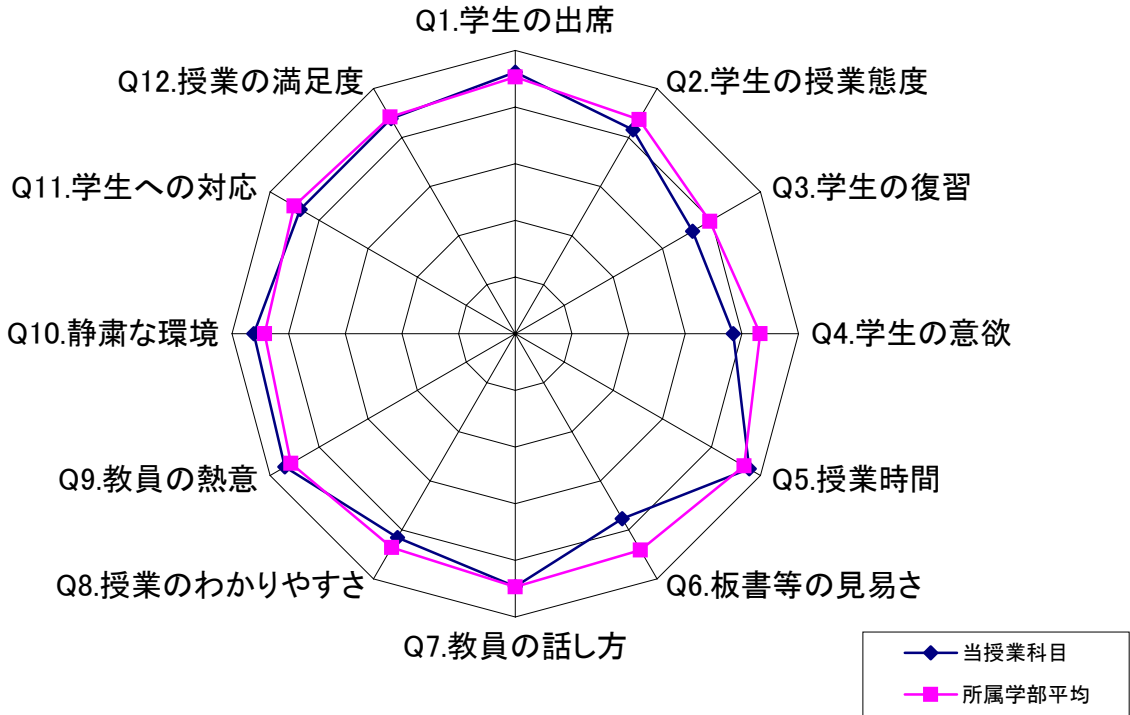 Q1.学生の出席
Q2.学生の授業態度
Q3.学生の復習
Q4.学生の意欲
Q5.授業時間
Q6.板書等の見易さ
Q7.教員の話し方
Q8.授業のわかりやすさ
Q9.教員の熱意
Q10.静粛な環境
Q11.学生への対応
Q12.授業の満足度
当授業科目
所属学部平均